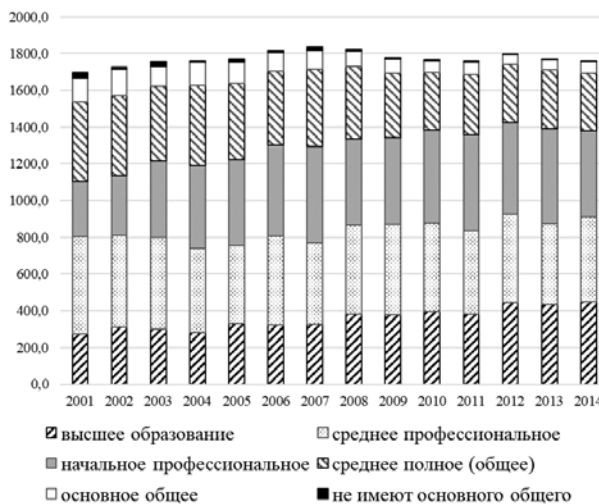 2000,0
1800,0
1600,0
1400,0
1200,0
1000,0
800,0
600,0
400,0
200,0
0,0
2001 2002 2003 2004 2005 2006 2007 2008 2009 2010 2011 2012 2013 2014
высшее образование среднее профессиональное
начальное профессиональное среднее полное (общее)
основное общее не имеют основного общего